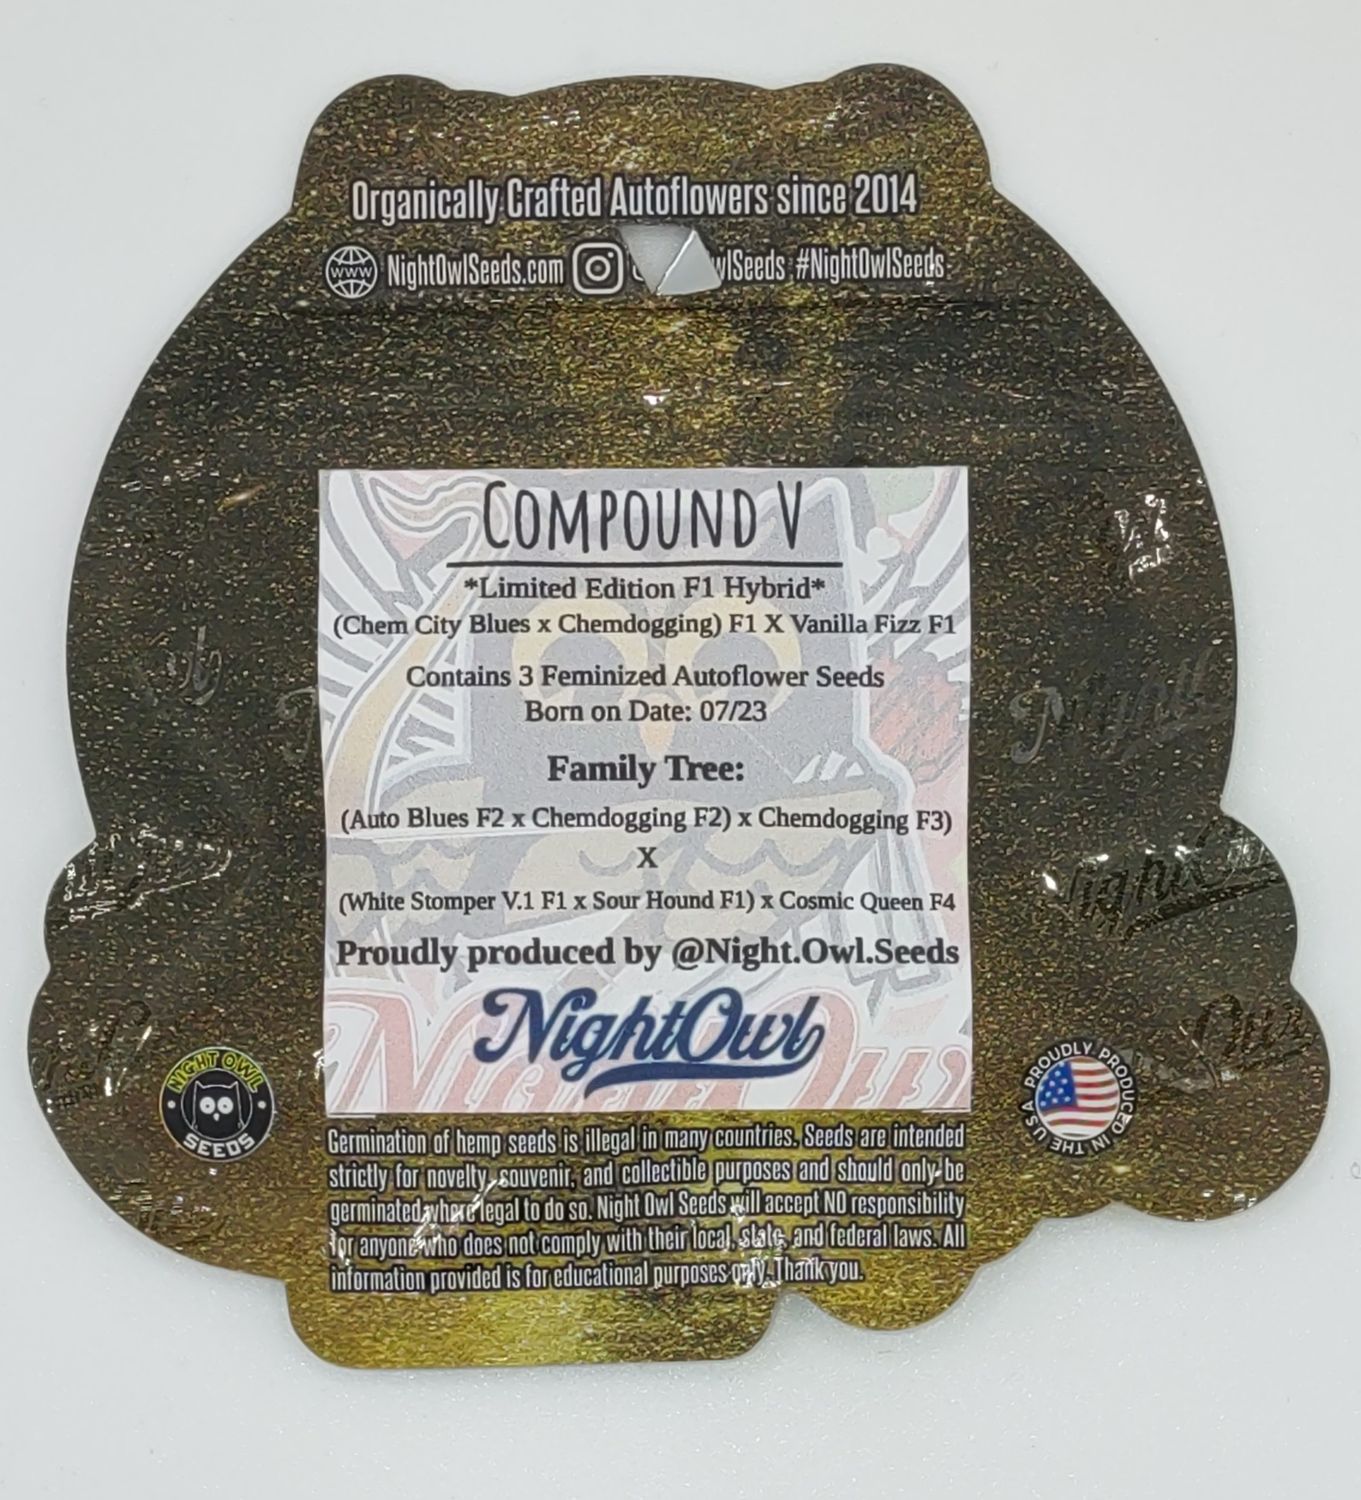 Organically Crafted Autoflowers since 2014
www NightOwlSeeds.com wlSeeds #NightOwlSeeds
COMPOUND V
*Limited Edition F1 Hybrid*
(Chem City Blues x Chemdogging) F1 X Vanilla Fizz F1
Contains 3 Feminized Autoflower Seeds
Born on Date: 07/23
Family Tree:
(Auto Blues F2 x Chemdogging F2) x Chemdogging F3)
X
(White Stomper V.1 F1 x Sour Hound F1) x Cosmic Queen F4
Proudly produced by @Night.Owl.Seeds
NightOwl
NIGHT OWL
SEEDS
PROUDLY PRODUCED IN THE USA
Germination of hemp seeds is illegal in many countries. Seeds are intended
strictly for novelty, souvenir, and collectible purposes and should only be
germinated where legal to do so. Night Owl Seeds will accept NO responsibility
for anyone who does not comply with their local, state, and federal laws. All
information provided is for educational purposes only. Thank you.